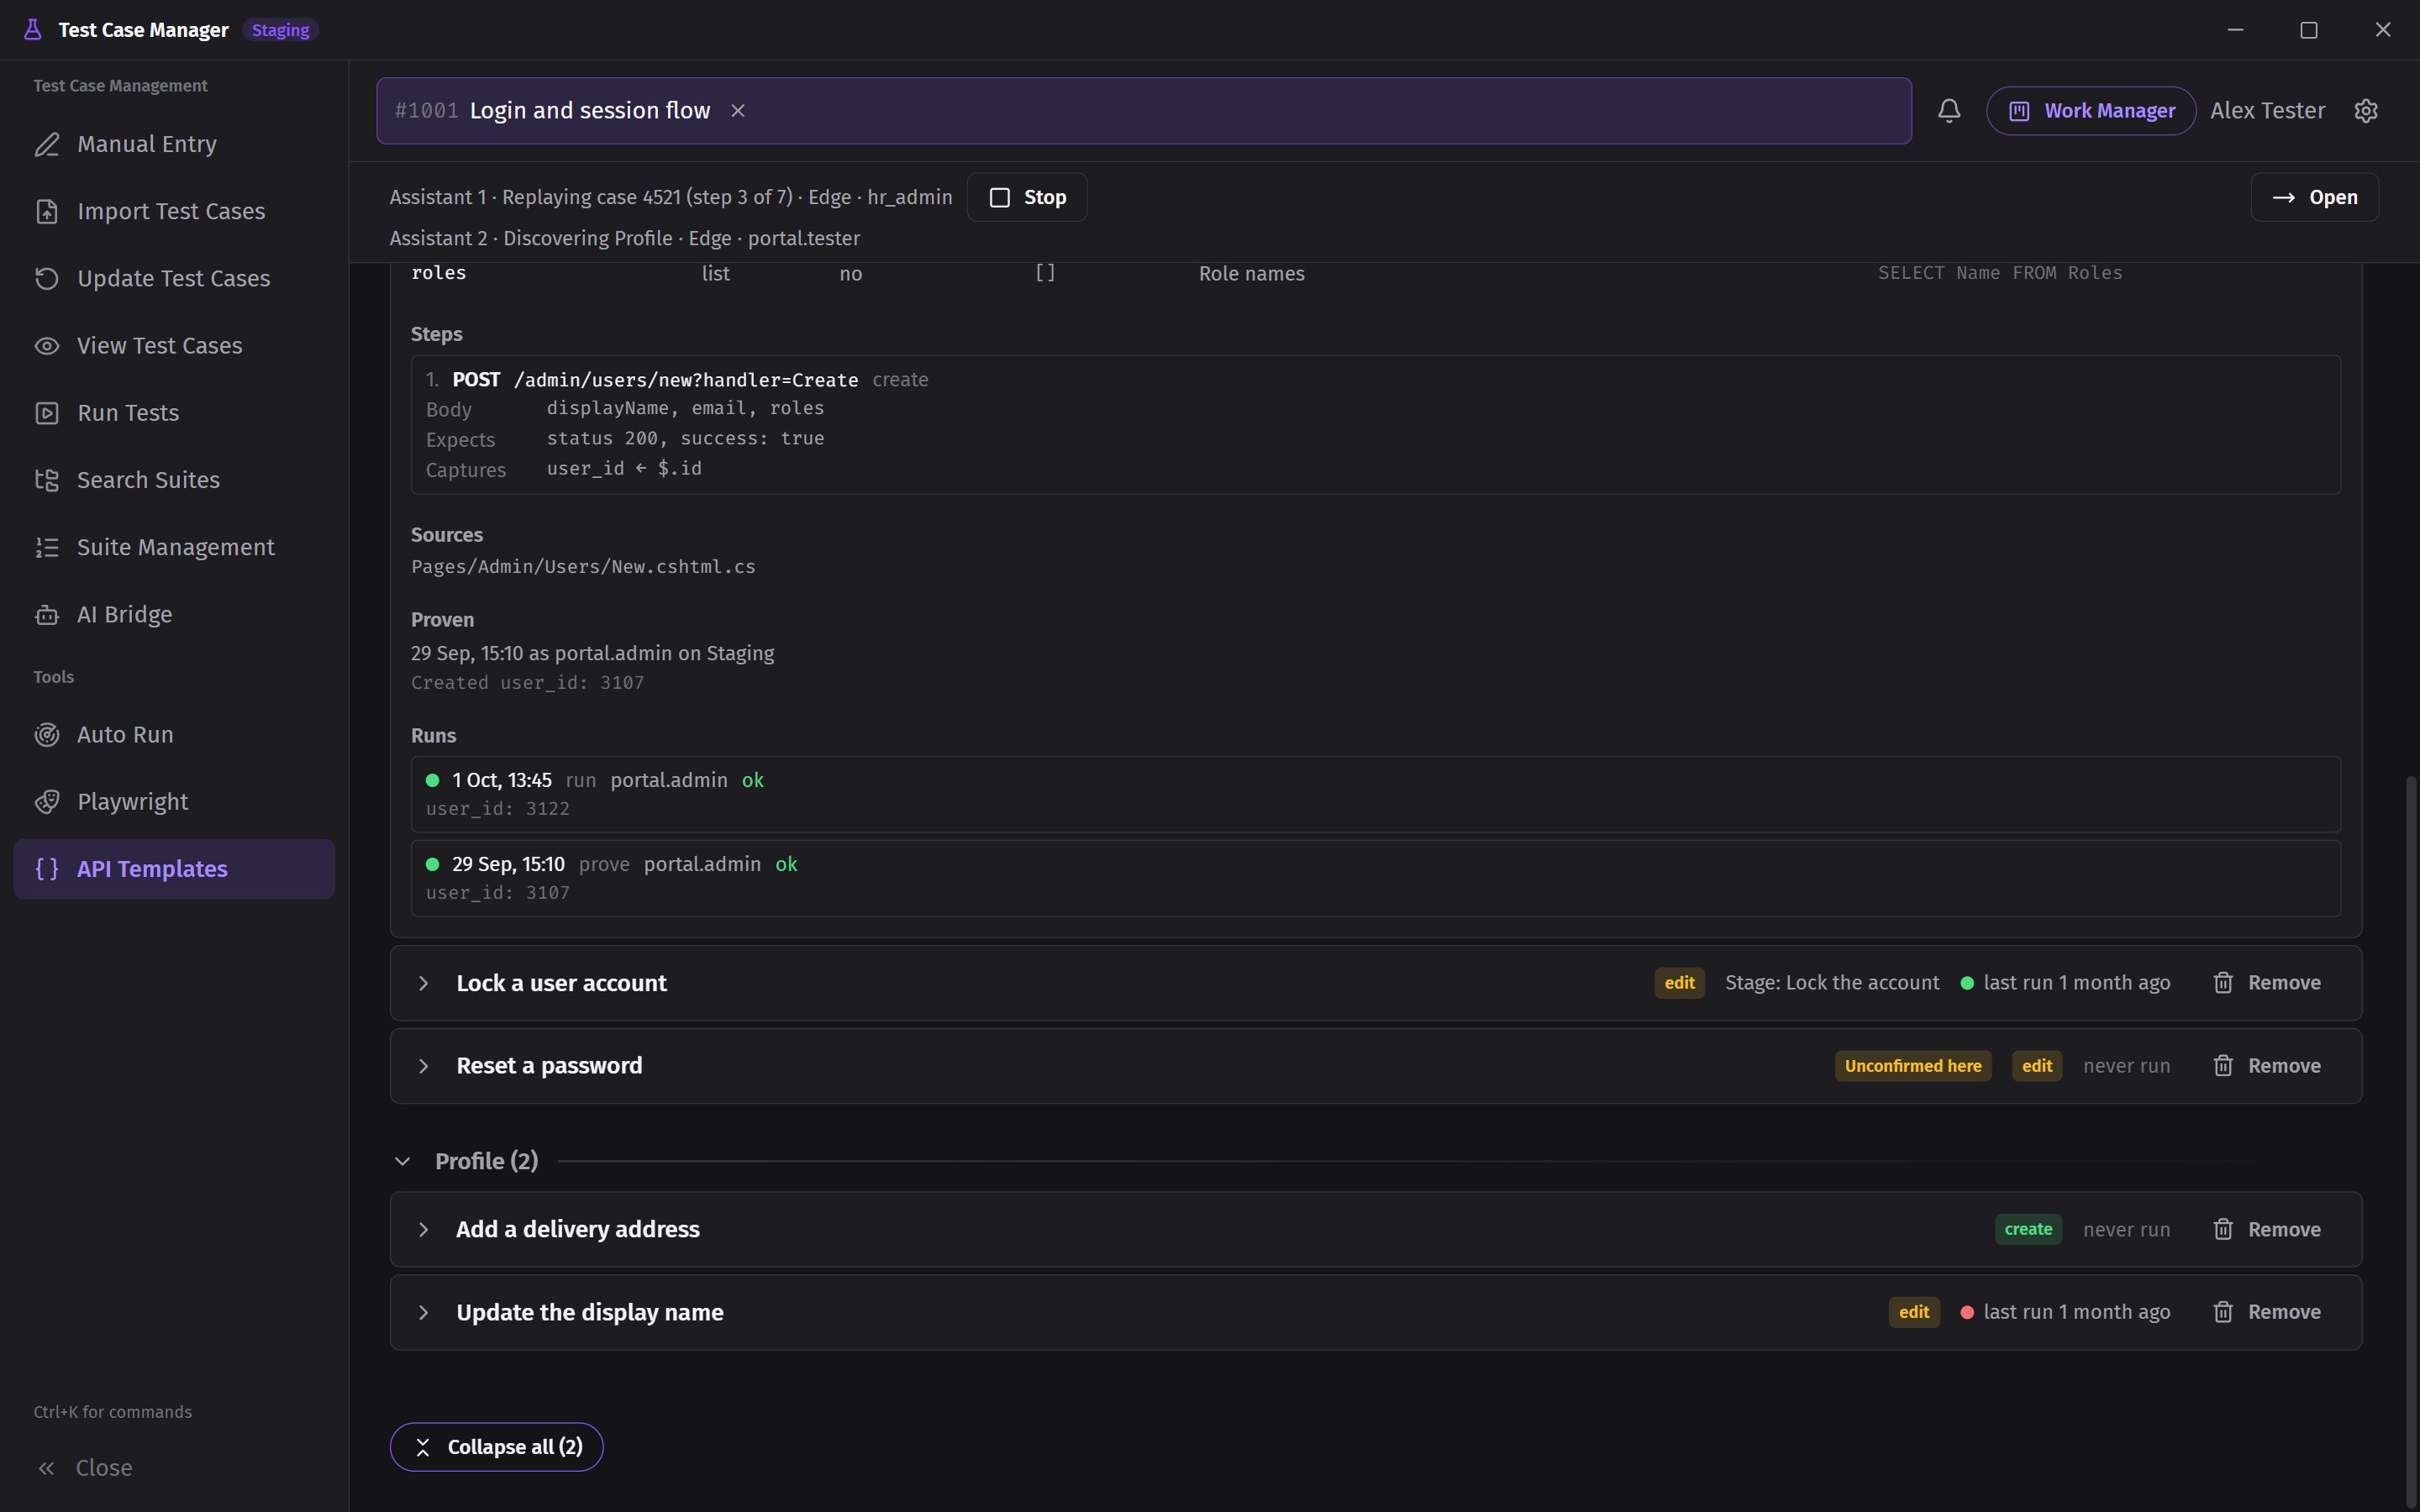 Test Case Manager Staging
Test Case Management
Manual Entry
Import Test Cases
Update Test Cases
View Test Cases
Run Tests
Search Suites
Suite Management
AI Bridge
Tools
Auto Run
Playwright
API Templates
Ctrl+K for commands
Close
#1001 Login and session flow
Work Manager Alex Tester
Assistant 1 · Replaying case 4521 (step 3 of 7) · Edge · hr_admin Stop Open
Assistant 2 · Discovering Profile · Edge · portal.tester
roles list no [] Role names SELECT Name FROM Roles
Steps
1. POST /admin/users/new?handler=Create create
Body displayName, email, roles
Expects status 200, success: true
Captures user_id ← $.id
Sources
Pages/Admin/Users/New.cshtml.cs
Proven
29 Sep, 15:10 as portal.admin on Staging
Created user_id: 3107
Runs
1 Oct, 13:45 run portal.admin ok
user_id: 3122
29 Sep, 15:10 prove portal.admin ok
user_id: 3107
Lock a user account edit Stage: Lock the account last run 1 month ago Remove
Reset a password Unconfirmed here edit never run Remove
Profile (2)
Add a delivery address create never run Remove
Update the display name edit last run 1 month ago Remove
Collapse all (2)